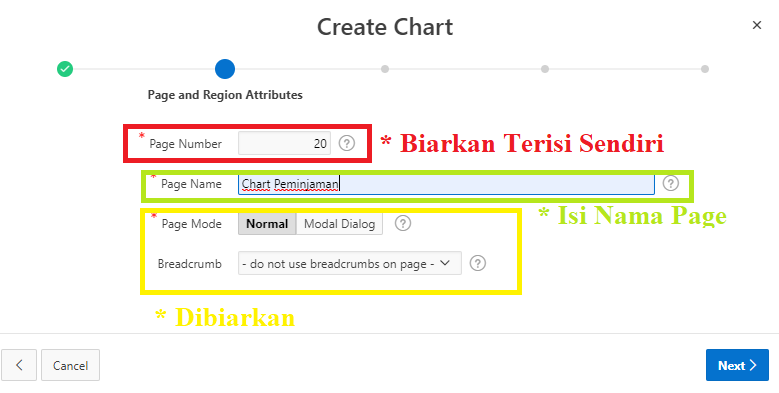 Create Chart
×
Page and Region Attributes
* Page Number 20 ? * Biarkan Terisi Sendiri
* Page Name Chart Peminjaman ?
* Isi Nama Page
* Page Mode Normal Modal Dialog ?
Breadcrumb - do not use breadcrumbs on page - ?
* Dibiarkan
Cancel Next